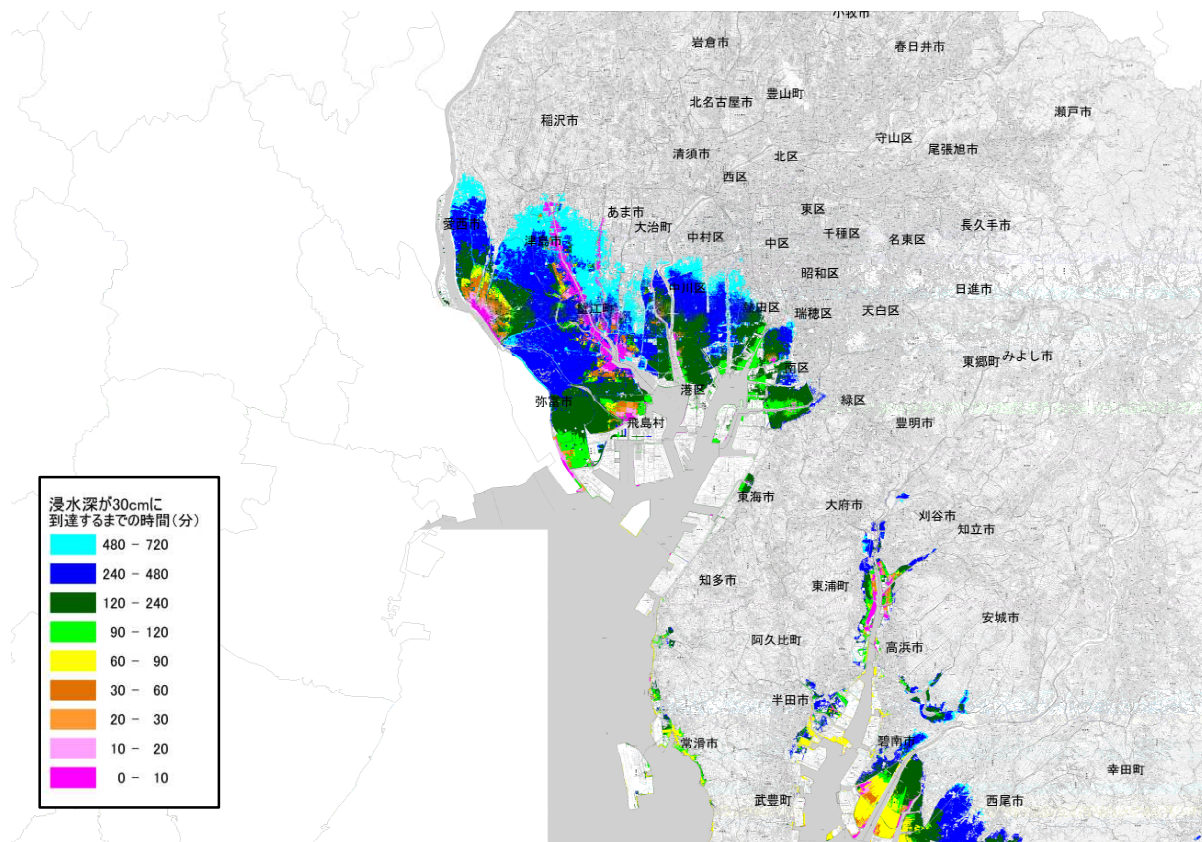 小牧市
岩倉市
春日井市
豊山町
北名古屋市
瀬戸市
稲沢市
守山区
尾張旭市
清須市
北区
西区
あま市
東区
愛西市
大治町
千種区
長久手市
中村区
中区
名東区
津島市
昭和区
中川区
日進市
蟹江町
熱田区
瑞穂区
天白区
みよし市
東郷町
南区
港区
弥富市
緑区
飛島村
豊明市
東海市
大府市
刈谷市
知立市
知多市
東浦町
安城市
阿久比町
高浜市
半田市
常滑市
碧南市
幸田町
武豊町
西尾市
浸水深が30cmに
到達するまでの時間(分)
480 - 720
240 - 480
120 - 240
90 - 120
60 - 90
30 - 60
20 - 30
10 - 20
0 - 10